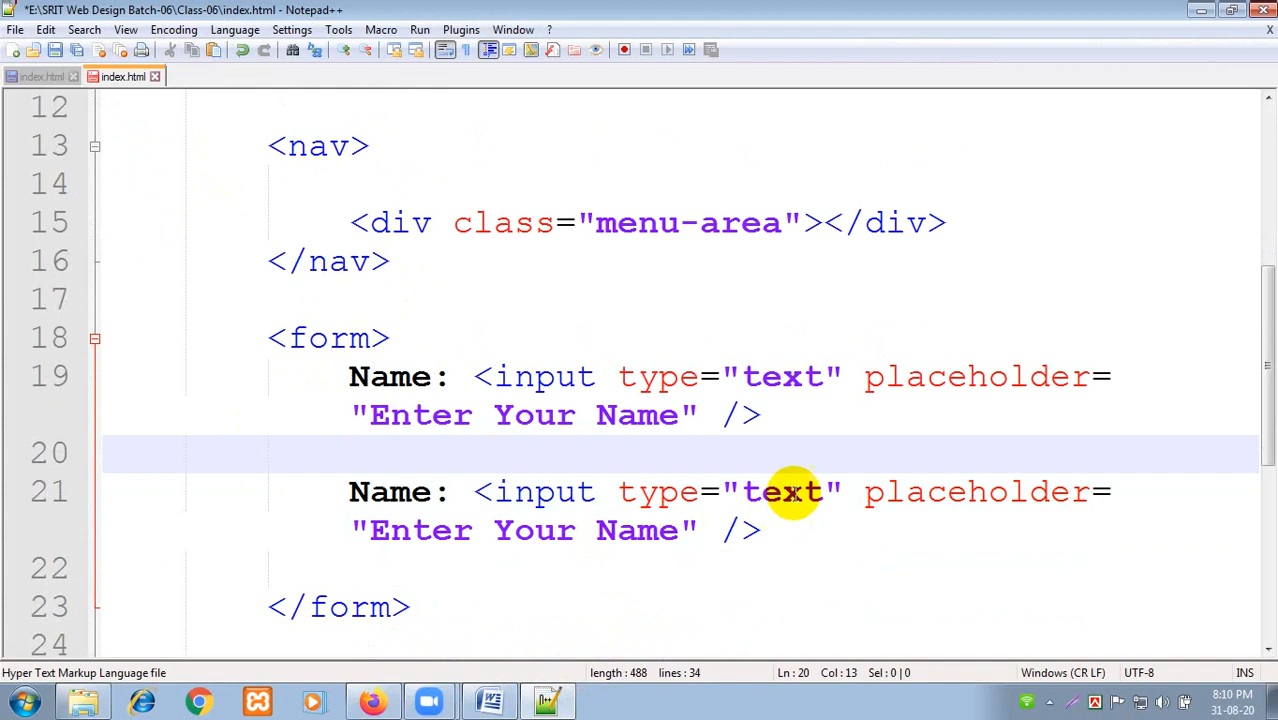 *E:\SRIT Web Design Batch-06\Class-06\index.html - Notepad++
File Edit Search View Encoding Language Settings Tools Macro Run Plugins Window ? X
index.html index.html
12
13 <nav>
14
15 <div class="menu-area"></div>
16 </nav>
17
18 <form>
19 Name: <input type="text" placeholder=
"Enter Your Name" />
20
21 Name: <input type="text" placeholder=
"Enter Your Name" />
22
23 </form>
24
Hyper Text Markup Language file length : 488 lines : 34 Ln : 20 Col : 13 Sel : 0 | 0 Windows (CR LF) UTF-8 INS
8:10 PM
31-08-20